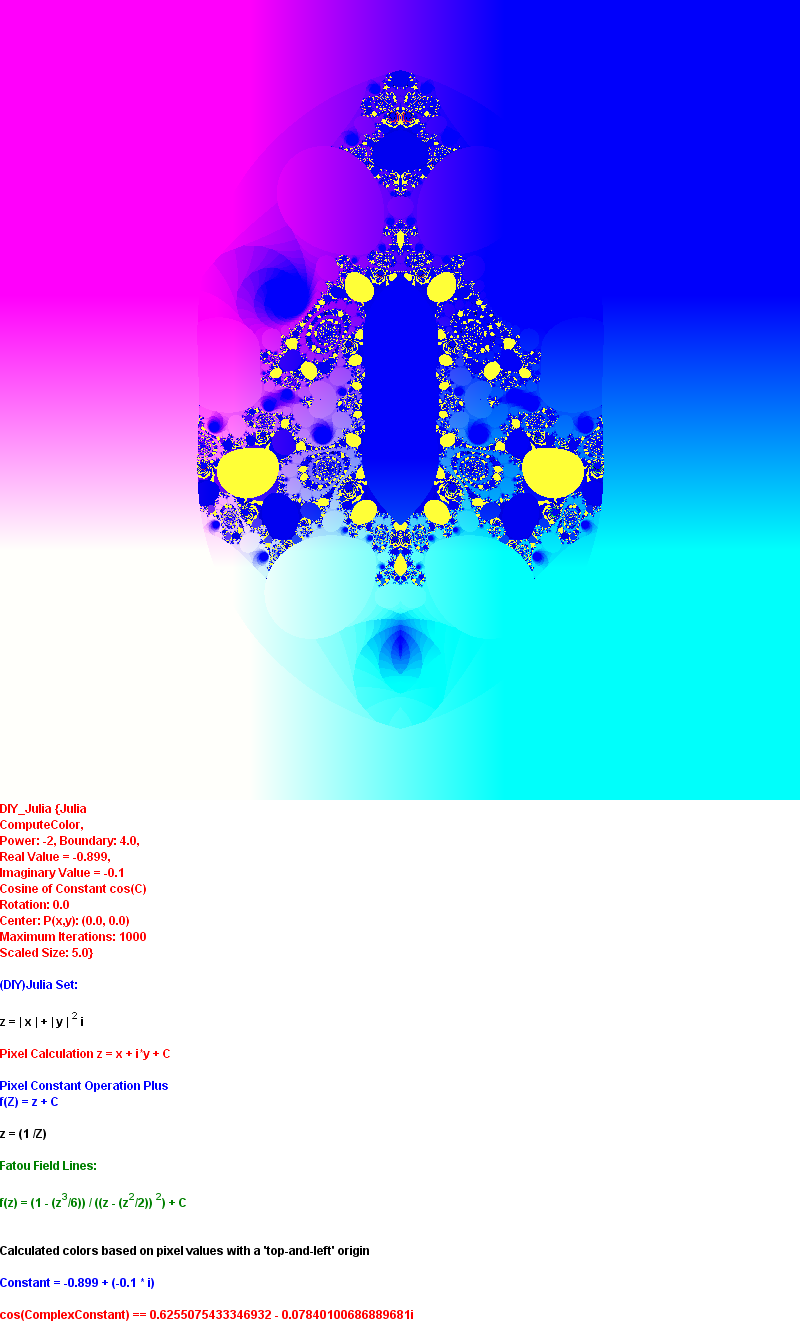 DIY_Julia {Julia
ComputeColor,
Power: -2, Boundary: 4.0,
Real Value = -0.899,
Imaginary Value = -0.1
Cosine of Constant cos(C)
Rotation: 0.0
Center: P(x,y): (0.0, 0.0)
Maximum Iterations: 1000
Scaled Size: 5.0}
(DIY)Julia Set:
z = | x | + | y | ² i
Pixel Calculation z = x + i*y + C
Pixel Constant Operation Plus
f(Z) = z + C
z = (1 /Z)
Fatou Field Lines:
f(z) = (1 - (z³/6)) / ((z - (z²/2)) ²) + C
Calculated colors based on pixel values with a 'top-and-left' origin
Constant = -0.899 + (-0.1 * i)
cos(ComplexConstant) == 0.6255075433346932 - 0.07840100686889681i